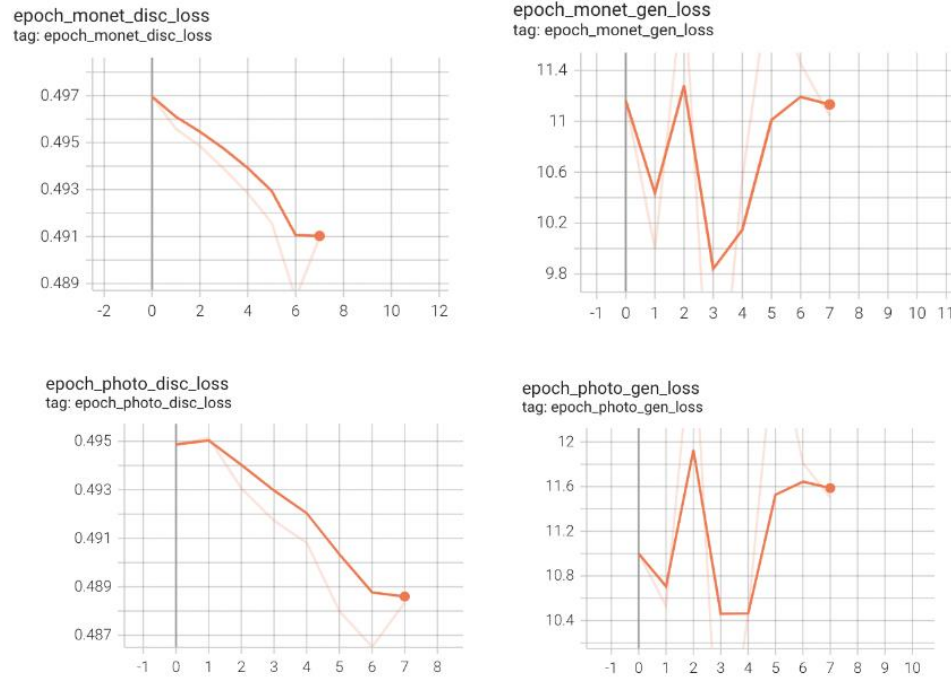 epoch_monet_disc_loss
tag: epoch_monet_disc_loss
0.497
0.495
0.493
0.491
0.489
-2 0 2 4 6 8 10 12
epoch_monet_gen_loss
tag: epoch_monet_gen_loss
11.4
11
10.6
10.2
9.8
-1 0 1 2 3 4 5 6 7 8 9 10 11
epoch_photo_disc_loss
tag: epoch_photo_disc_loss
0.495
0.493
0.491
0.489
0.487
-1 0 1 2 3 4 5 6 7 8
epoch_photo_gen_loss
tag: epoch_photo_gen_loss
12
11.6
11.2
10.8
10.4
-1 0 1 2 3 4 5 6 7 8 9 10